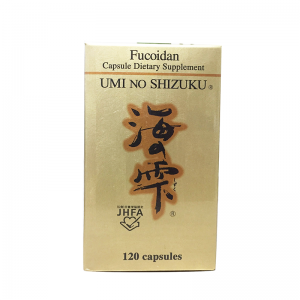 Fucoidan
Capsule Dietary Supplement
UMI NO SHIZUKU®
海の雫
®
JHFA
120 capsules